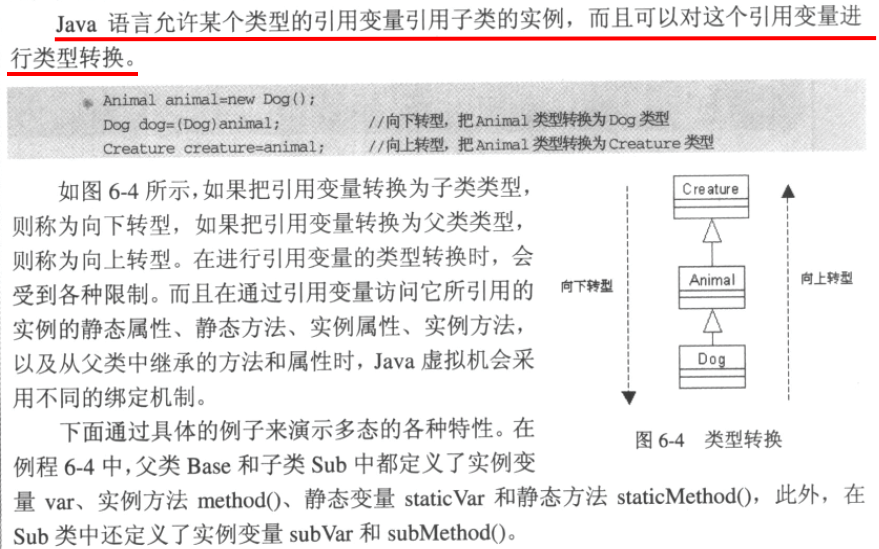 Java 语言允许某个类型的引用变量引用子类的实例，而且可以对这个引用变量进
行类型转换。
Animal animal=new Dog();
Dog dog=(Dog)animal; //向下转型，把 Animal 类型转换为 Dog 类型
Creature creature=animal; //向上转型，把 Animal 类型转换为 Creature 类型
如图 6-4 所示，如果把引用变量转换为子类类型，
则称为向下转型，如果把引用变量转换为父类类型，
则称为向上转型。在进行引用变量的类型转换时，会
受到各种限制。而且在通过引用变量访问它所引用的
实例的静态属性、静态方法、实例属性、实例方法，
以及从父类中继承的方法和属性时，Java 虚拟机会采
用不同的绑定机制。
Creature
向下转型
Animal
向上转型
Dog
图 6-4 类型转换
下面通过具体的例子来演示多态的各种特性。在
例程 6-4 中，父类 Base 和子类 Sub 中都定义了实例变
量 var、实例方法 method()、静态变量 staticVar 和静态方法 staticMethod()，此外，在
Sub 类中还定义了实例变量 subVar 和 subMethod()。